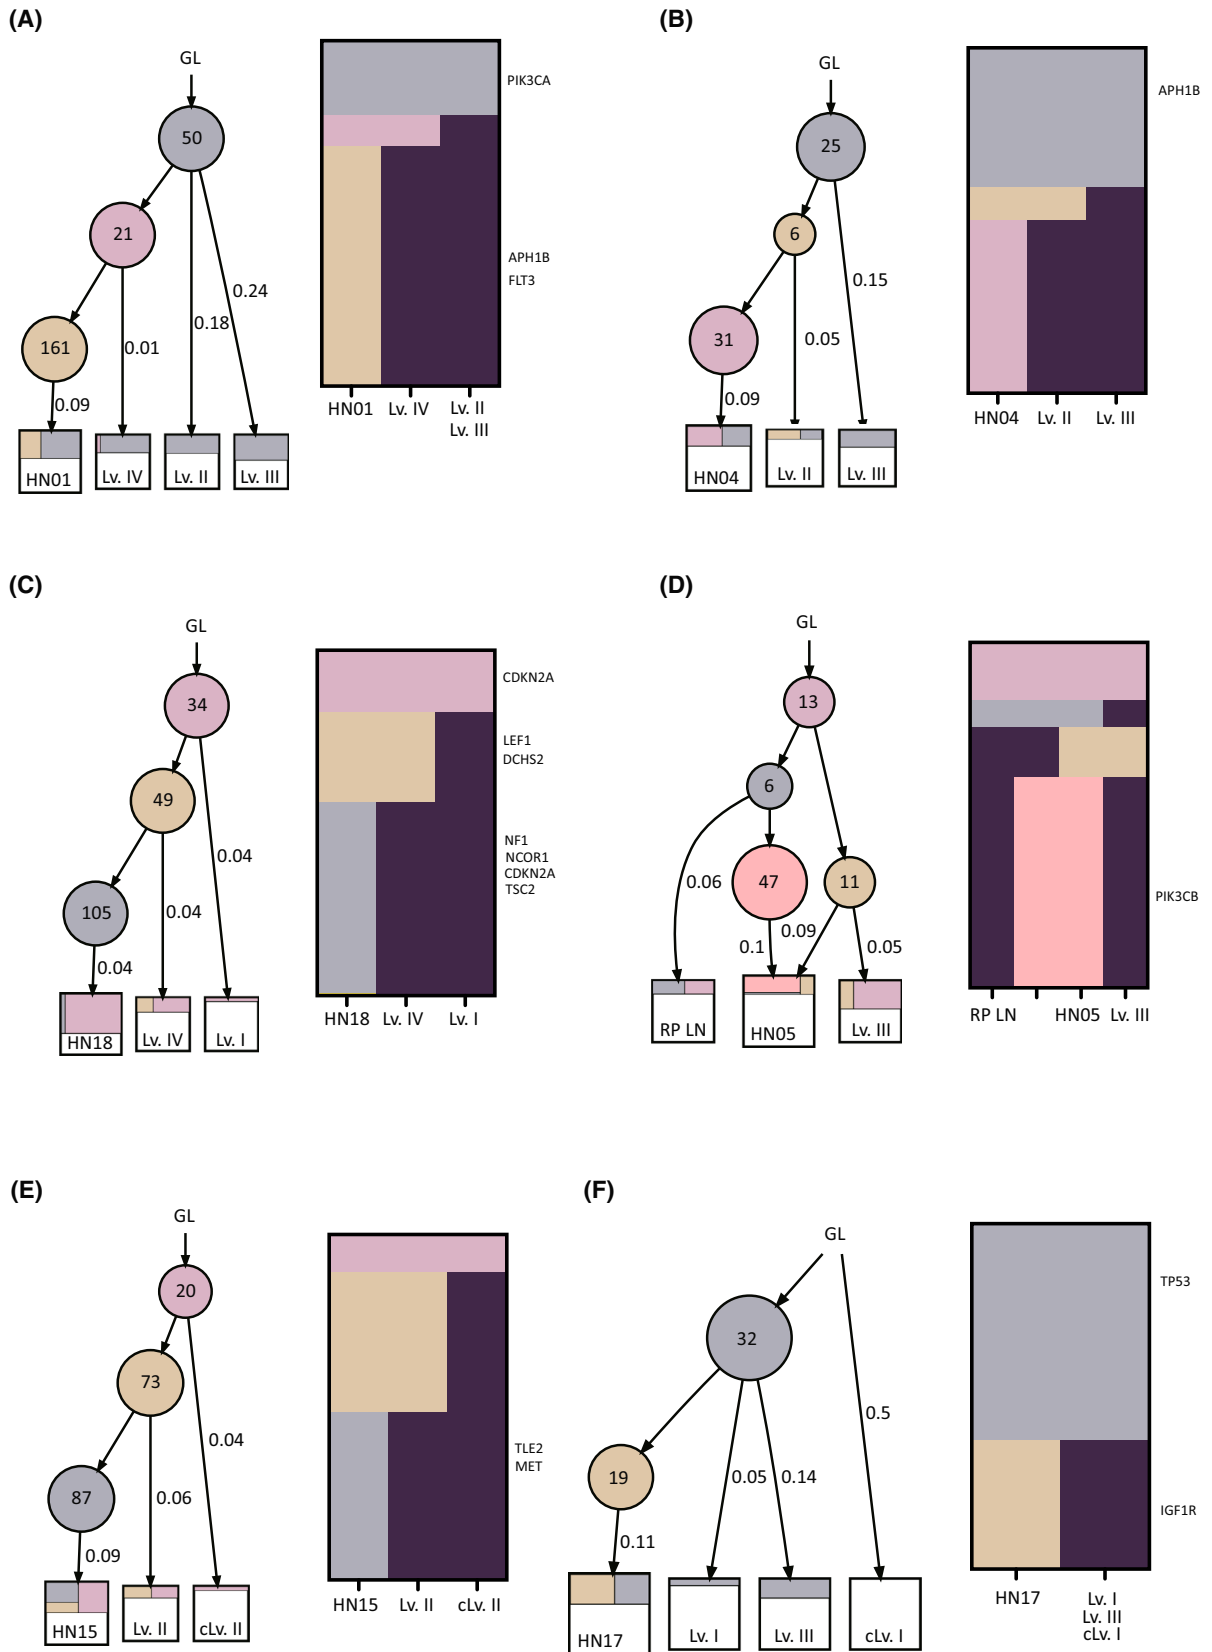 (A)
GL
50
21
161
0.24
0.18
0.01
0.09
HN01
Lv. IV
Lv. II
Lv. III
PIK3CA
APH1B
FLT3
HN01
Lv. IV
Lv. II
Lv. III
(B)
GL
25
6
31
0.15
0.05
0.09
HN04
Lv. II
Lv. III
APH1B
HN04
Lv. II
Lv. III
(C)
GL
34
49
105
0.04
0.04
0.04
HN18
Lv. IV
Lv. I
CDKN2A
LEF1
DCHS2
NF1
NCOR1
CDKN2A
TSC2
HN18
Lv. IV
Lv. I
(D)
GL
13
6
47
11
0.06
0.09
0.1
0.05
RP LN
HN05
Lv. III
PIK3CB
RP LN
HN05
Lv. III
(E)
GL
20
73
87
0.04
0.06
0.09
HN15
Lv. II
cLv. II
TLE2
MET
HN15
Lv. II
cLv. II
(F)
GL
32
19
0.5
0.05
0.14
0.11
HN17
Lv. I
Lv. III
cLv. I
TP53
IGF1R
HN17
Lv. I
Lv. III
cLv. I